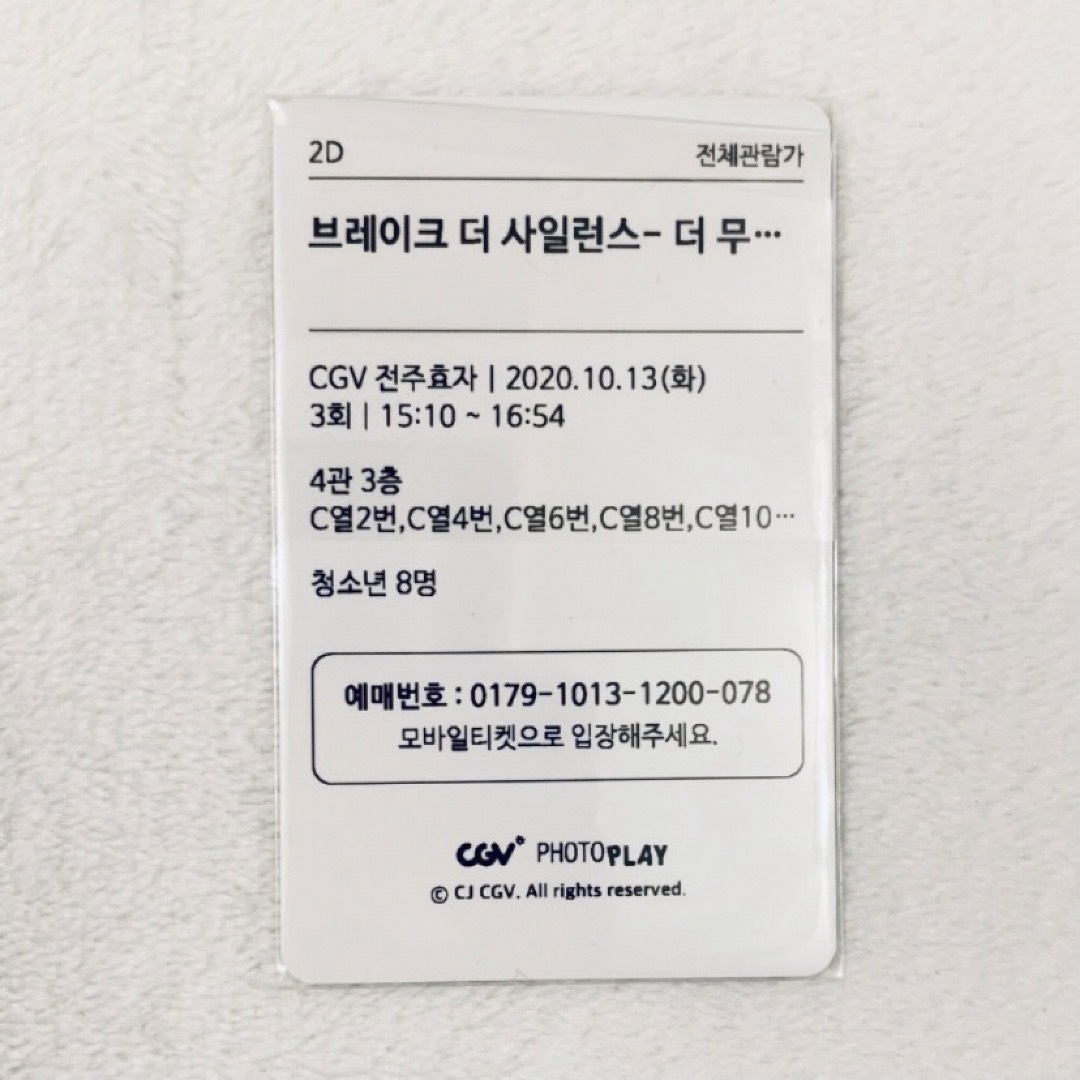 2D
전체관람가
브레이크 더 사일런스- 더 무…
CGV 전주효자 | 2020.10.13(화)
3회 | 15:10 ~ 16:54
4관 3층
C열2번,C열4번,C열6번,C열8번,C열10…
청소년 8명
예매번호 : 0179-1013-1200-078
모바일티켓으로 입장해주세요.
CGV PHOTOPLAY
© CJ CGV. All rights reserved.